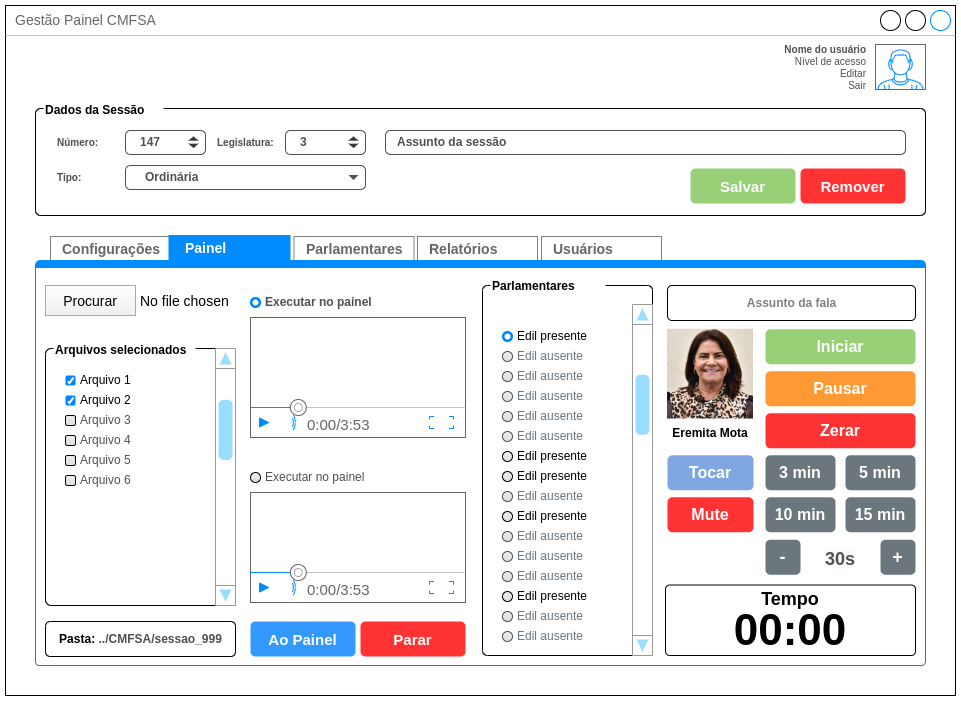 Gestão Painel CMFSA
Nome do usuário
Nível de acesso
Editar
Sair
Dados da Sessão
Número: 147 Legislatura: 3 Assunto da sessão
Tipo: Ordinária
Salvar Remover
Configurações Painel Parlamentares Relatórios Usuários
Procurar No file chosen
Arquivos selecionados
Arquivo 1
Arquivo 2
Arquivo 3
Arquivo 4
Arquivo 5
Arquivo 6
Pasta: ../CMFSA/sessao_999
Executar no painel
0:00/3:53
Executar no painel
0:00/3:53
Ao Painel Parar
Parlamentares
Edil presente
Edil ausente
Edil ausente
Edil ausente
Edil ausente
Edil ausente
Edil presente
Edil presente
Edil ausente
Edil presente
Edil ausente
Edil ausente
Edil ausente
Edil presente
Edil ausente
Edil ausente
Assunto da fala
Eremita Mota
Iniciar
Pausar
Zerar
Tocar 3 min 5 min
Mute 10 min 15 min
- 30s +
Tempo
00:00